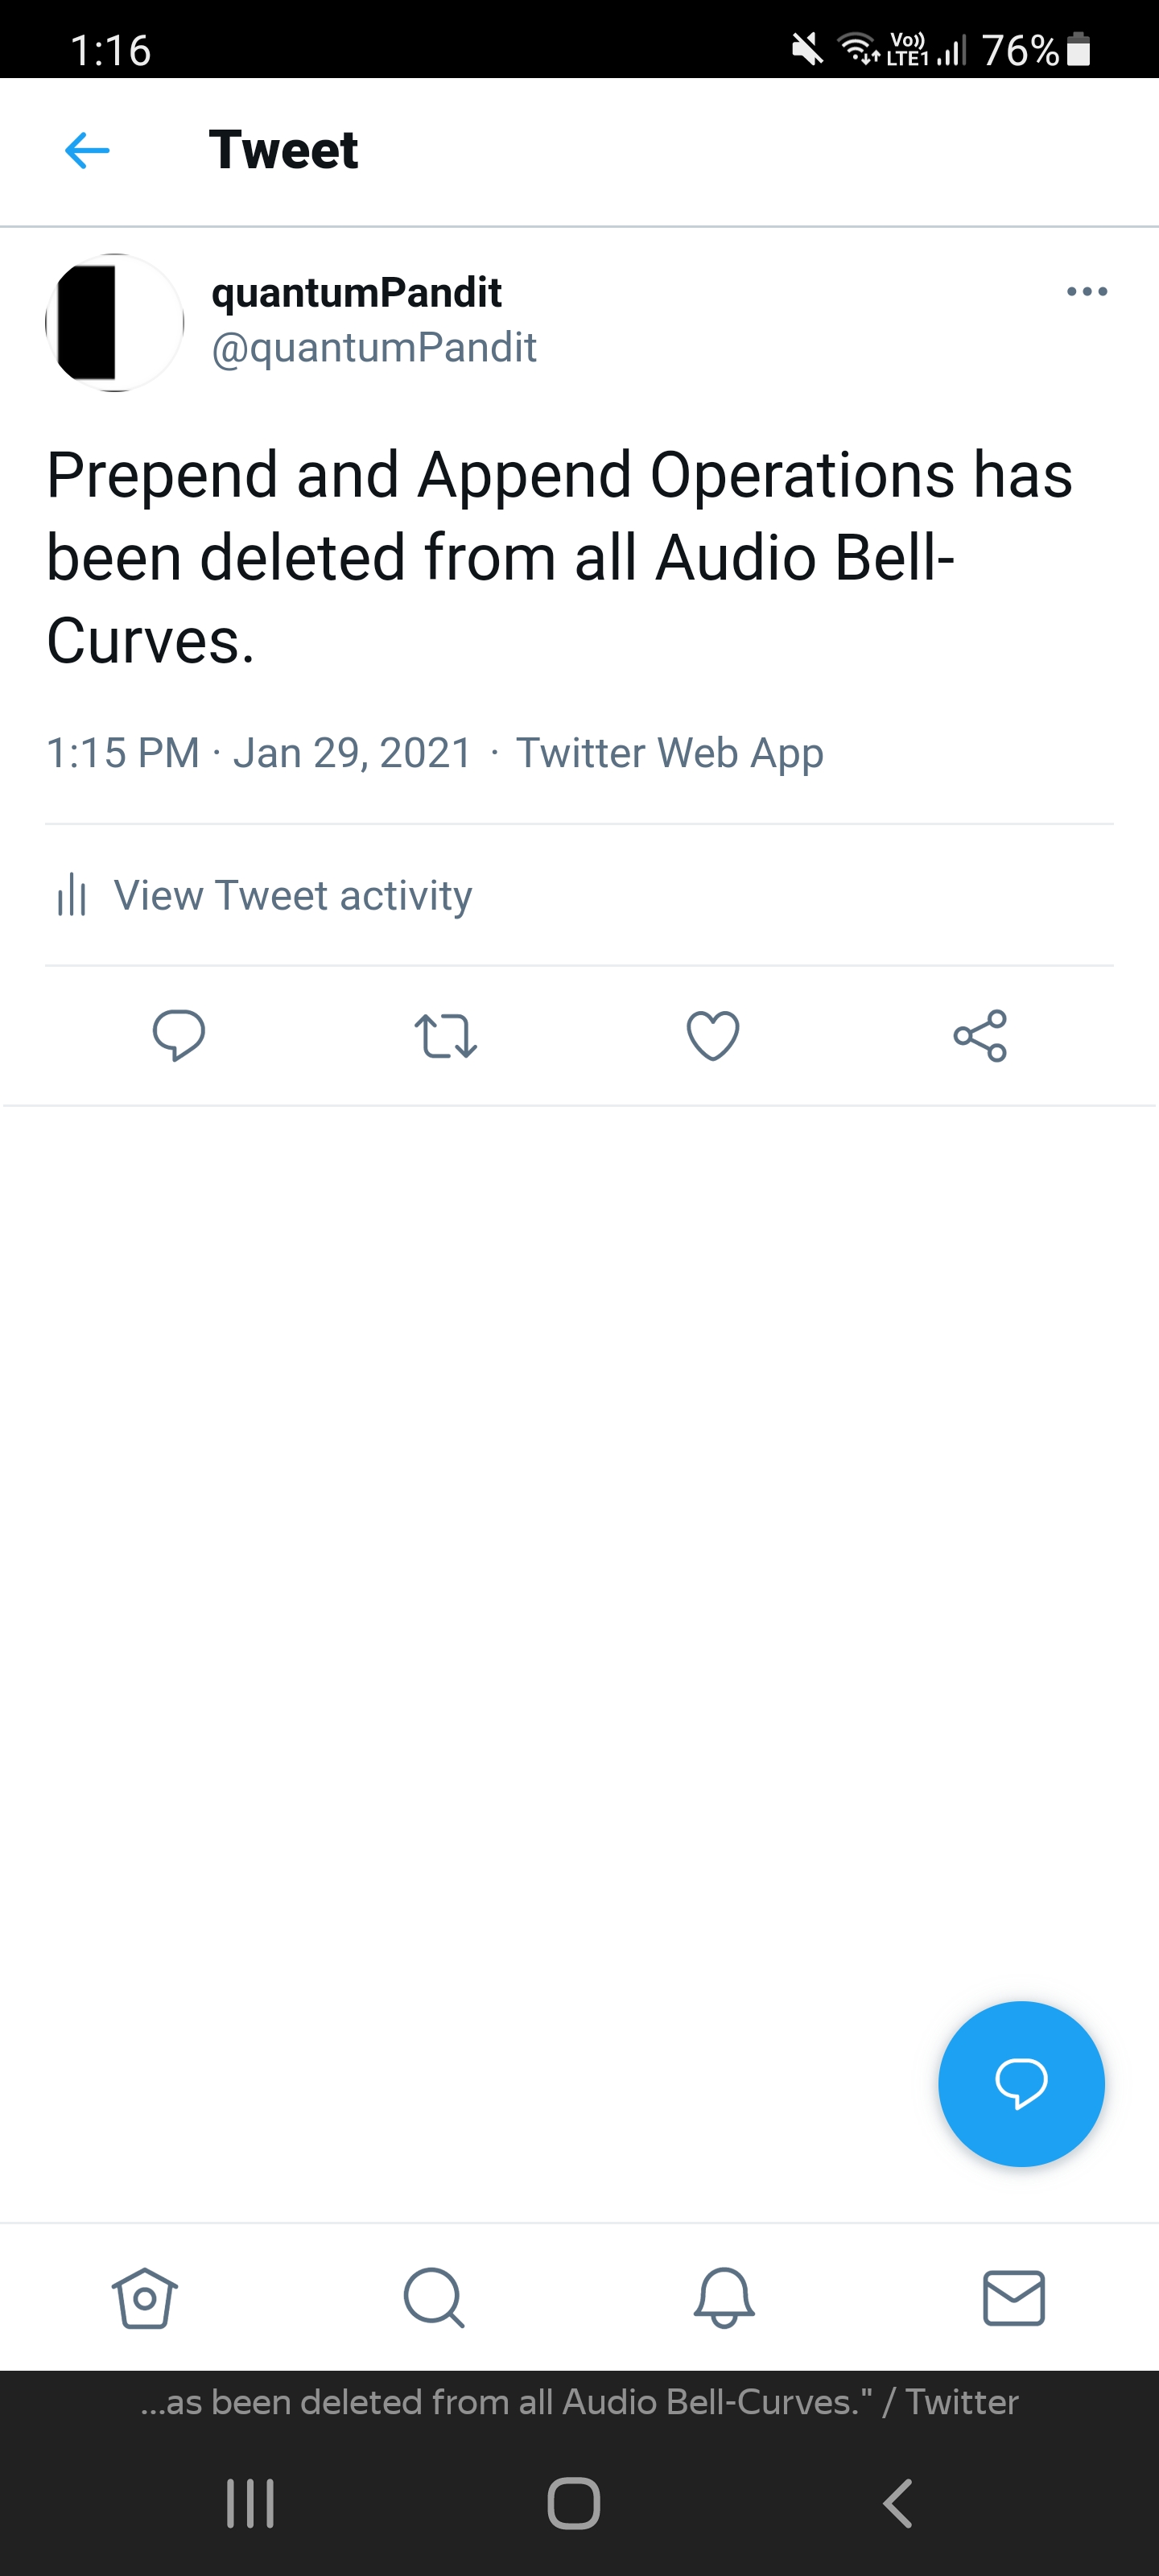 1:16
Vo)) LTE1 76%
Tweet
quantumPandit
@quantumPandit
Prepend and Append Operations has
been deleted from all Audio Bell-
Curves.
1:15 PM · Jan 29, 2021 · Twitter Web App
View Tweet activity
...as been deleted from all Audio Bell-Curves." / Twitter